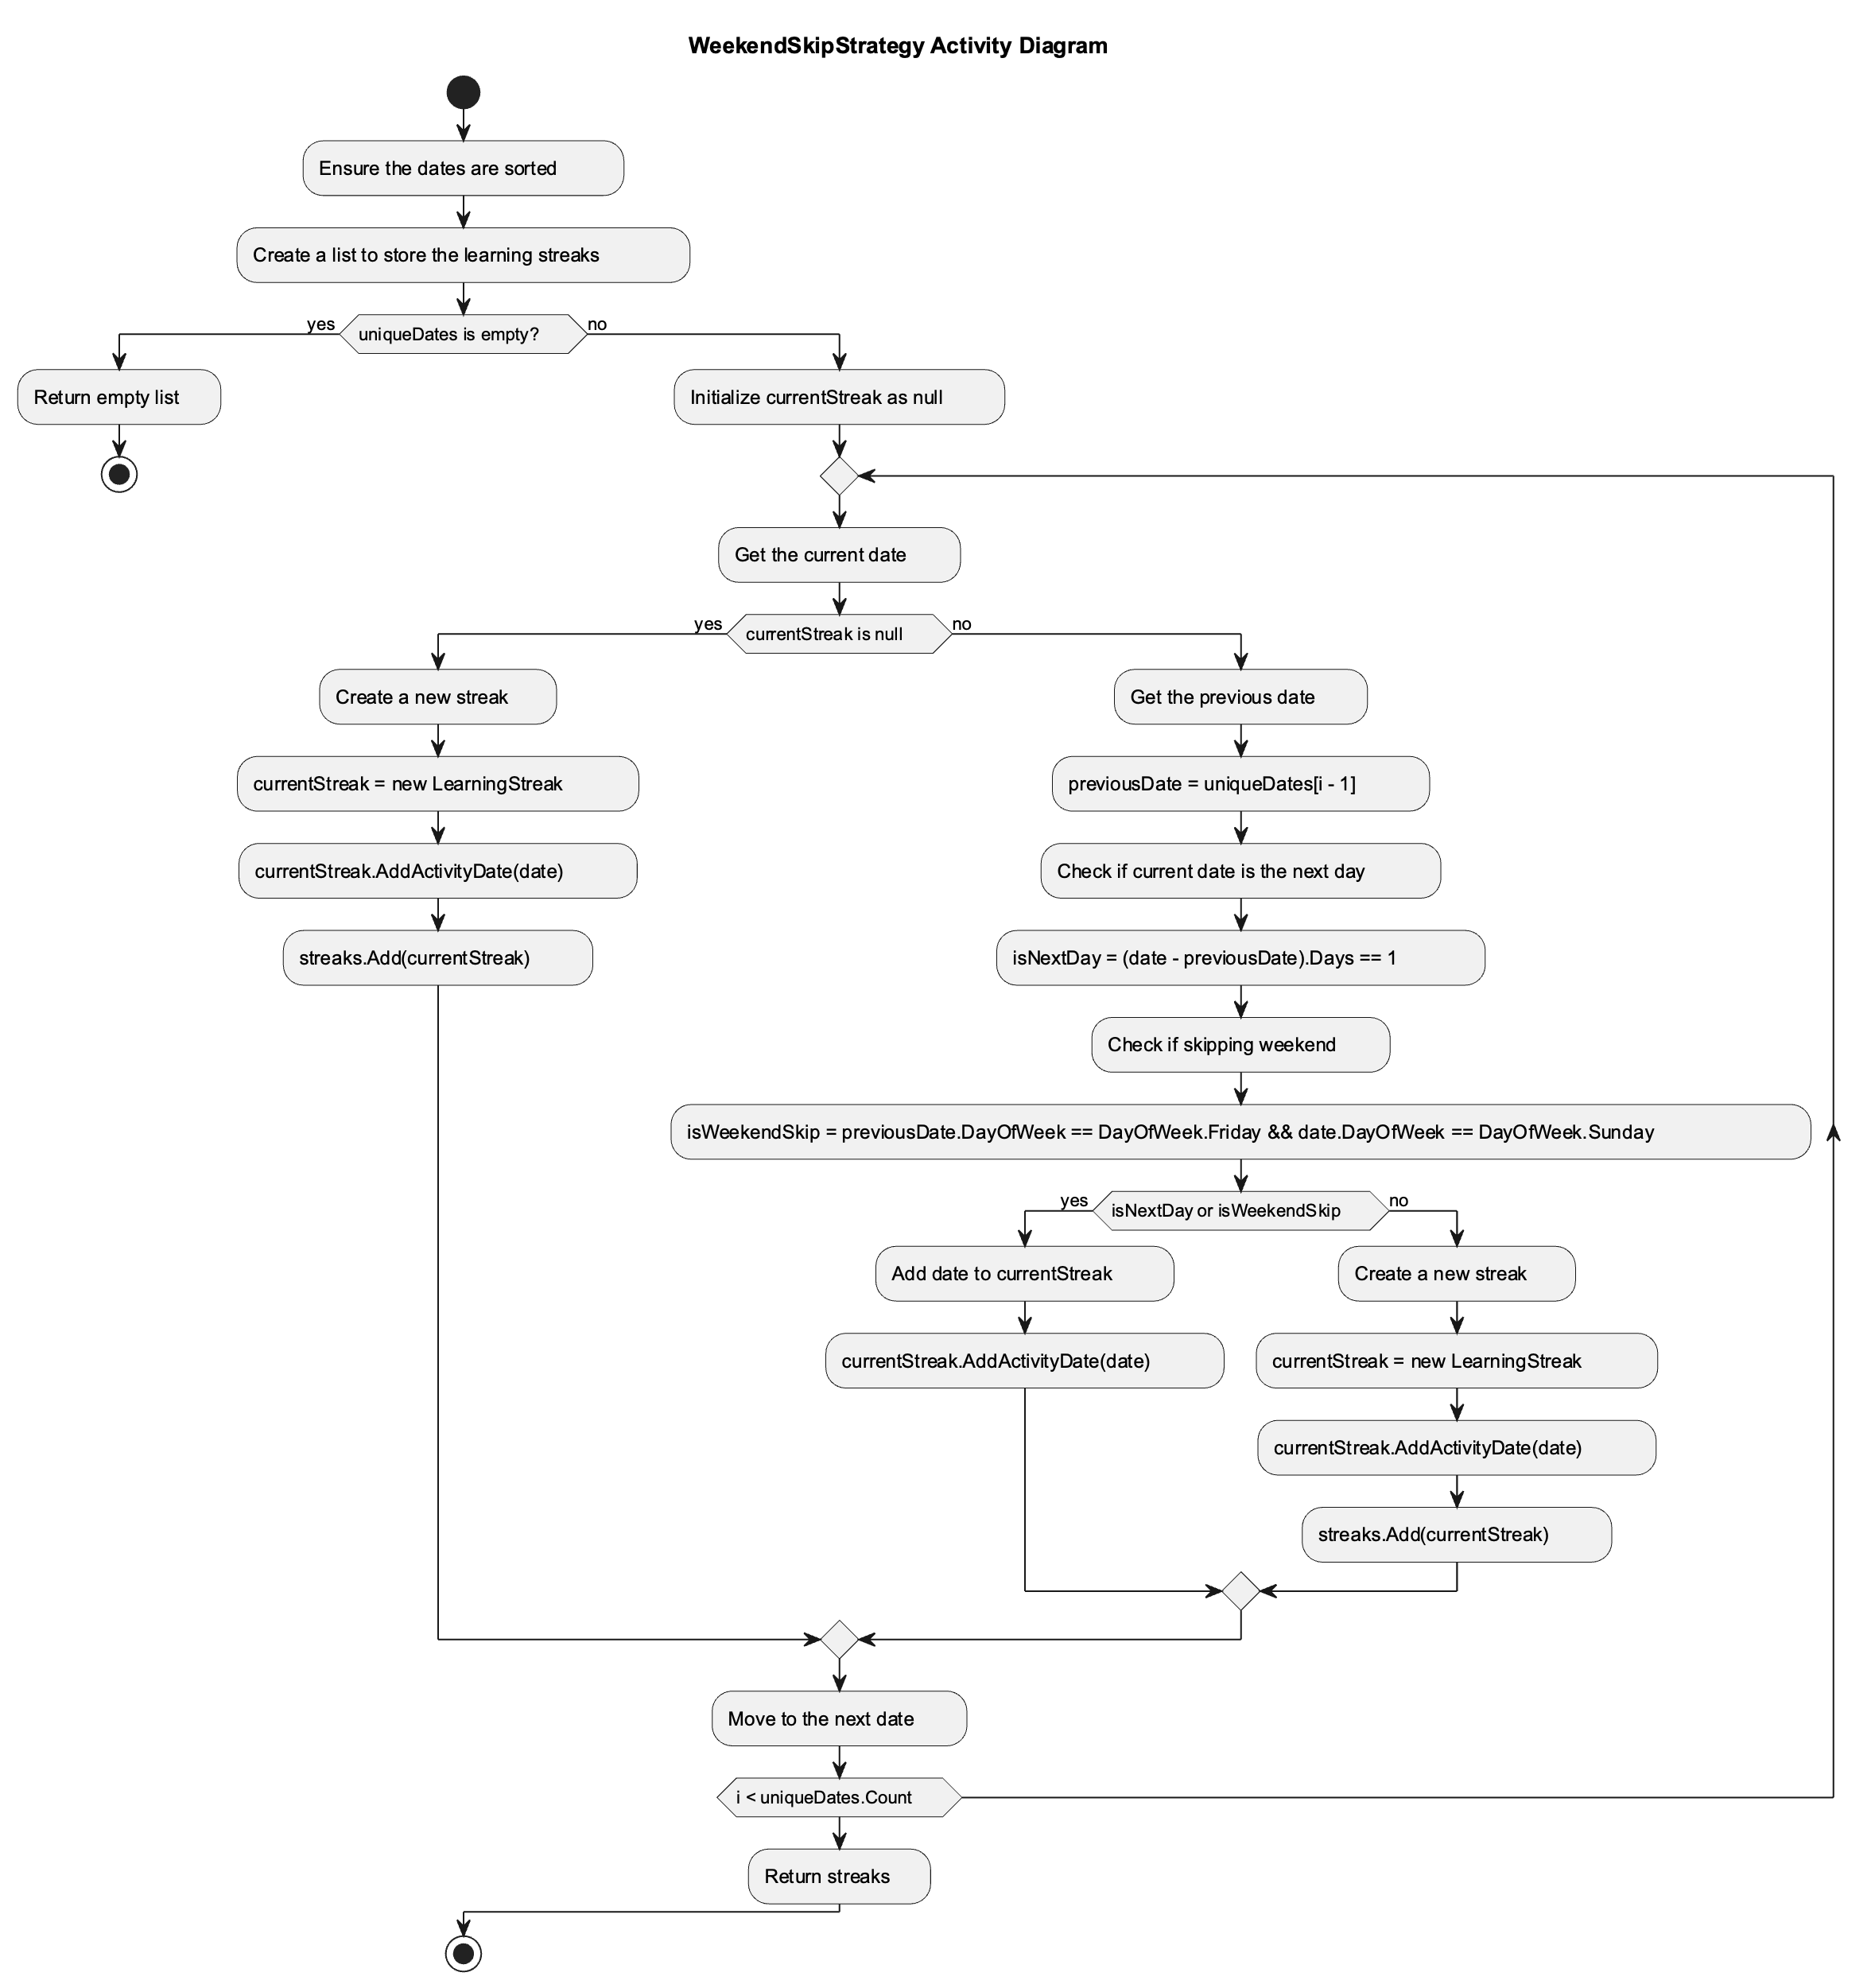 WeekendSkipStrategy Activity Diagram
Ensure the dates are sorted
Create a list to store the learning streaks
yes
uniqueDates is empty?
no
Return empty list
Initialize currentStreak as null
Get the current date
yes
currentStreak is null
no
Create a new streak
currentStreak = new LearningStreak
currentStreak.AddActivityDate(date)
streaks.Add(currentStreak)
Get the previous date
previousDate = uniqueDates[i - 1]
Check if current date is the next day
isNextDay = (date - previousDate).Days == 1
Check if skipping weekend
isWeekendSkip = previousDate.DayOfWeek == DayOfWeek.Friday && date.DayOfWeek == DayOfWeek.Sunday
yes
isNextDay or isWeekendSkip
no
Add date to currentStreak
currentStreak.AddActivityDate(date)
Create a new streak
currentStreak = new LearningStreak
currentStreak.AddActivityDate(date)
streaks.Add(currentStreak)
Move to the next date
i < uniqueDates.Count
Return streaks